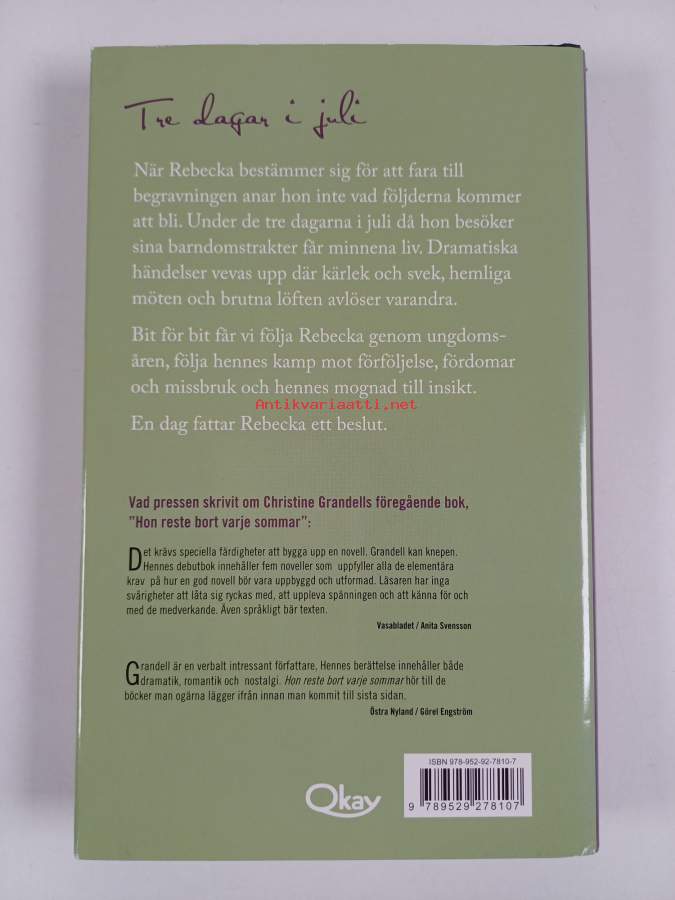 Tre dagar i juli
När Rebecka bestämmer sig för att fara till
begravningen anar hon inte vad följderna kommer
att bli. Under de tre dagarna i juli då hon besöker
sina barndomstrakter får minnena liv. Dramatiska
händelser vevas upp där kärlek och svek, hemliga
möten och brutna löften avlöser varandra.
Bit för bit får vi följa Rebecka genom ungdoms-
åren, följa hennes kamp mot förföljelse, fördomar
och missbruk och hennes mognad till insikt.
Antikvariaatti.net
En dag fattar Rebecka ett beslut.
Vad pressen skrivit om Christine Grandells föregående bok,
”Hon reste bort varje sommar”:
Det krävs speciella färdigheter att bygga upp en novell. Grandell kan knepen.
Hennes debutbok innehåller fem noveller som uppfyller alla de elementära
krav på hur en god novell bör vara uppbyggd och utformad. Läsaren har inga
svårigheter att låta sig ryckas med, att uppleva spänningen och att känna för och
med de medverkande. Även språkligt bär texten.
Vasabladet / Anita Svensson
Grandell är en verbalt intressant författare, Hennes berättelse innehåller både
dramatik, romantik och nostalgi. Hon reste bort varje sommar hör till de
böcker man ogärna lägger ifrån innan man kommit till sista sidan.
Östra Nyland / Görel Engström
ISBN 978-952-92-7810-7
Okay
9 789529 278107